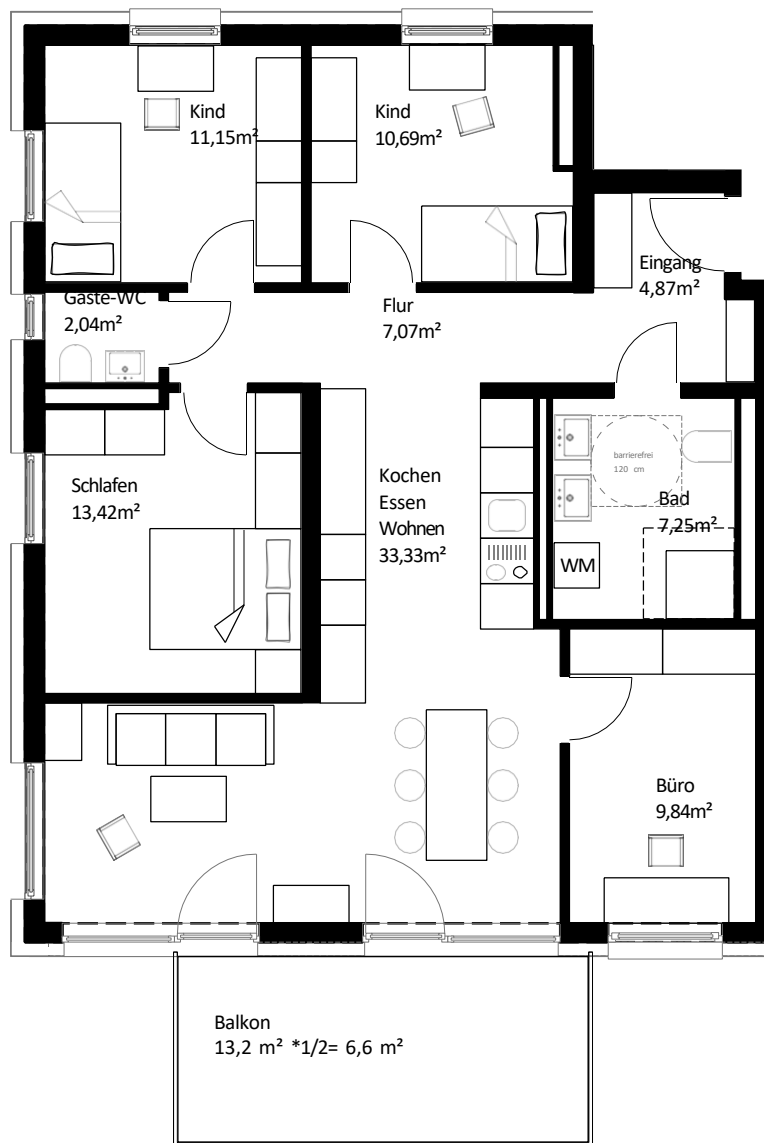 Kind
11,15m²
Kind
10,69m²
Eingang
4,87m²
Gäste-WC
2,04m²
Flur
7,07m²
Schlafen
13,42m²
Kochen
Essen
Wohnen
33,33m²
barrierefrei
120 cm
Bad
7,25m²
WM
Büro
9,84m²
Balkon
13,2 m² *1/2= 6,6 m²